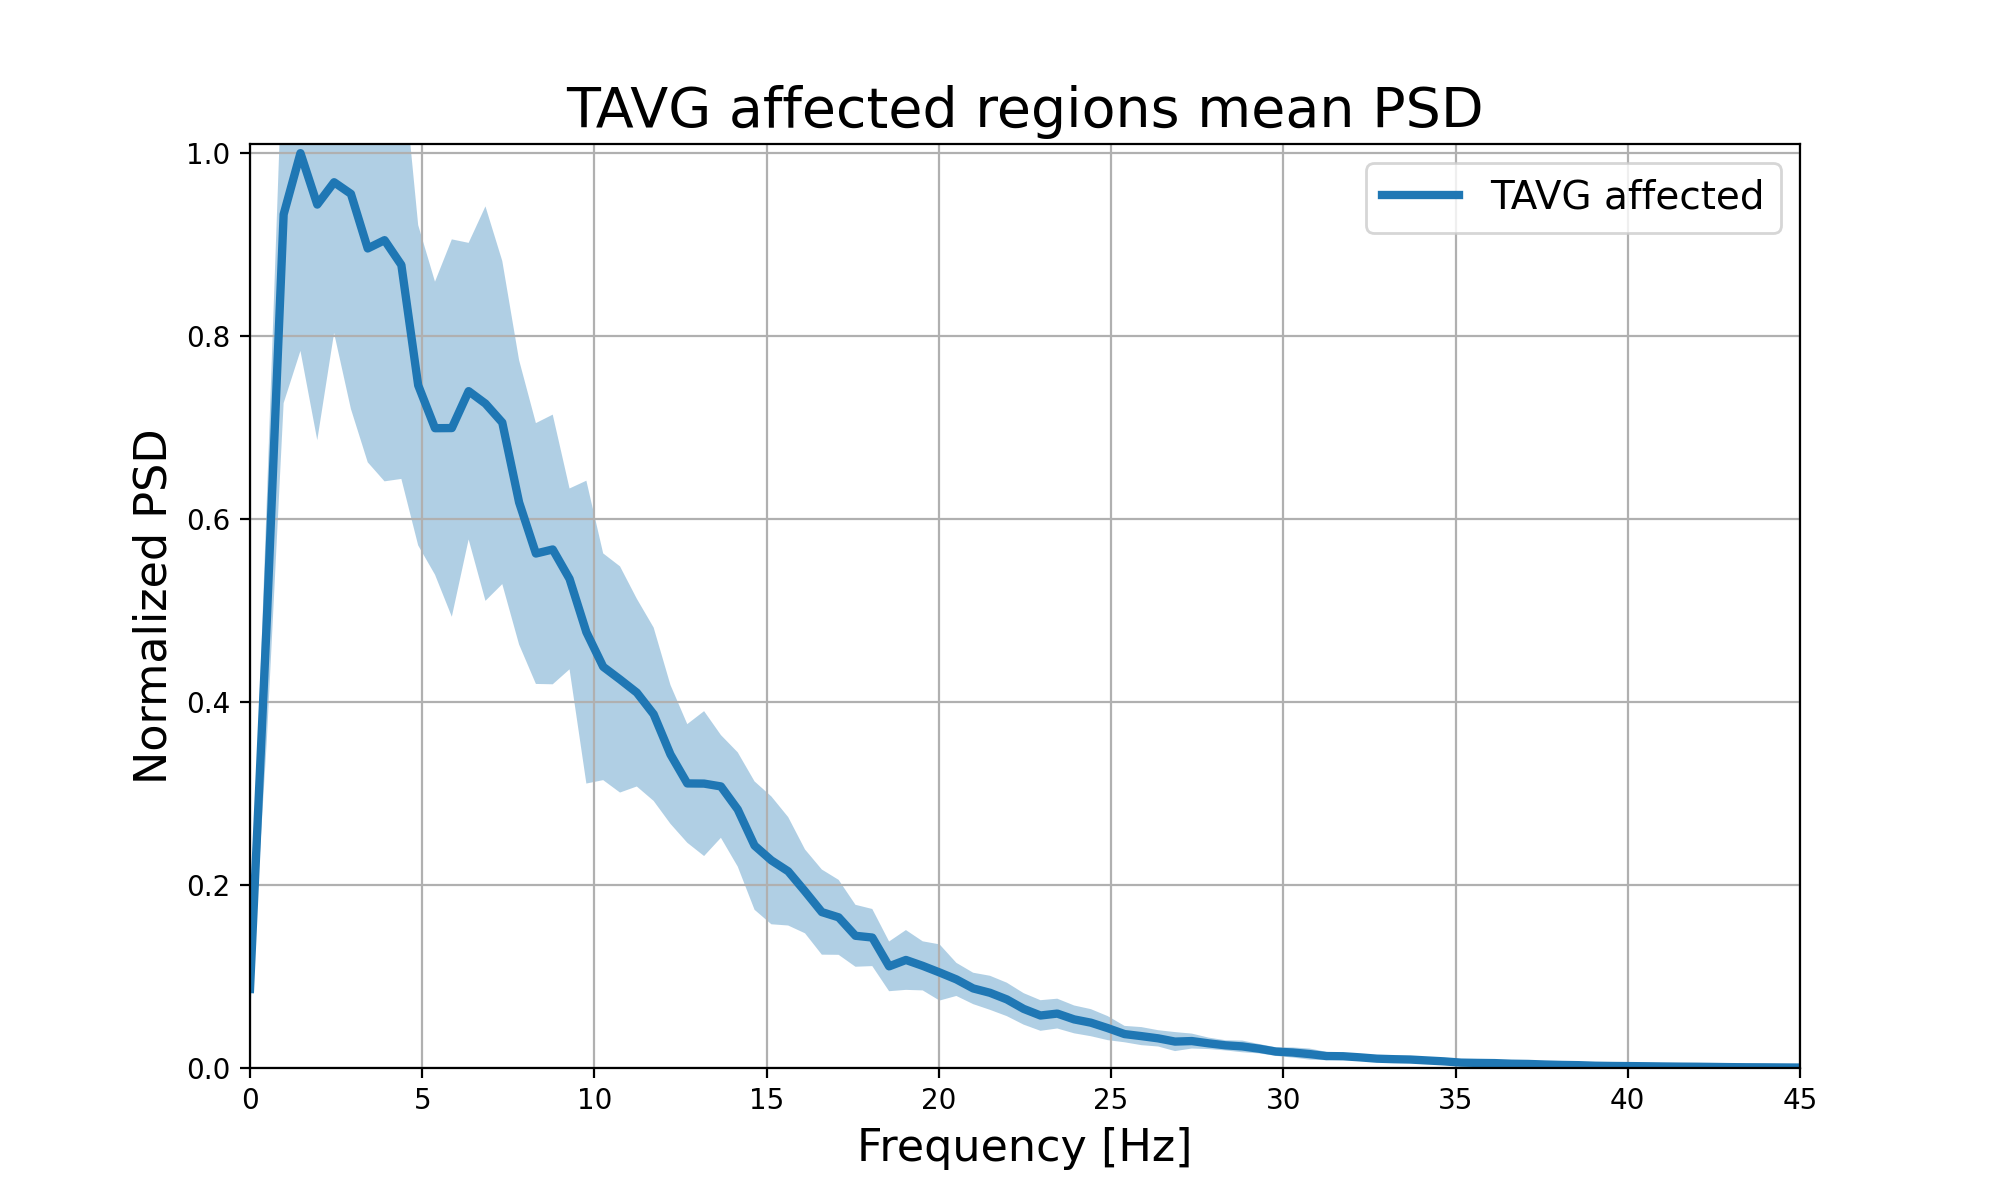 TAVG affected regions mean PSD
TAVG affected
Normalized PSD
1.0
0.8
0.6
0.4
0.2
0.0
0 5 10 15 20 25 30 35 40 45
Frequency [Hz]